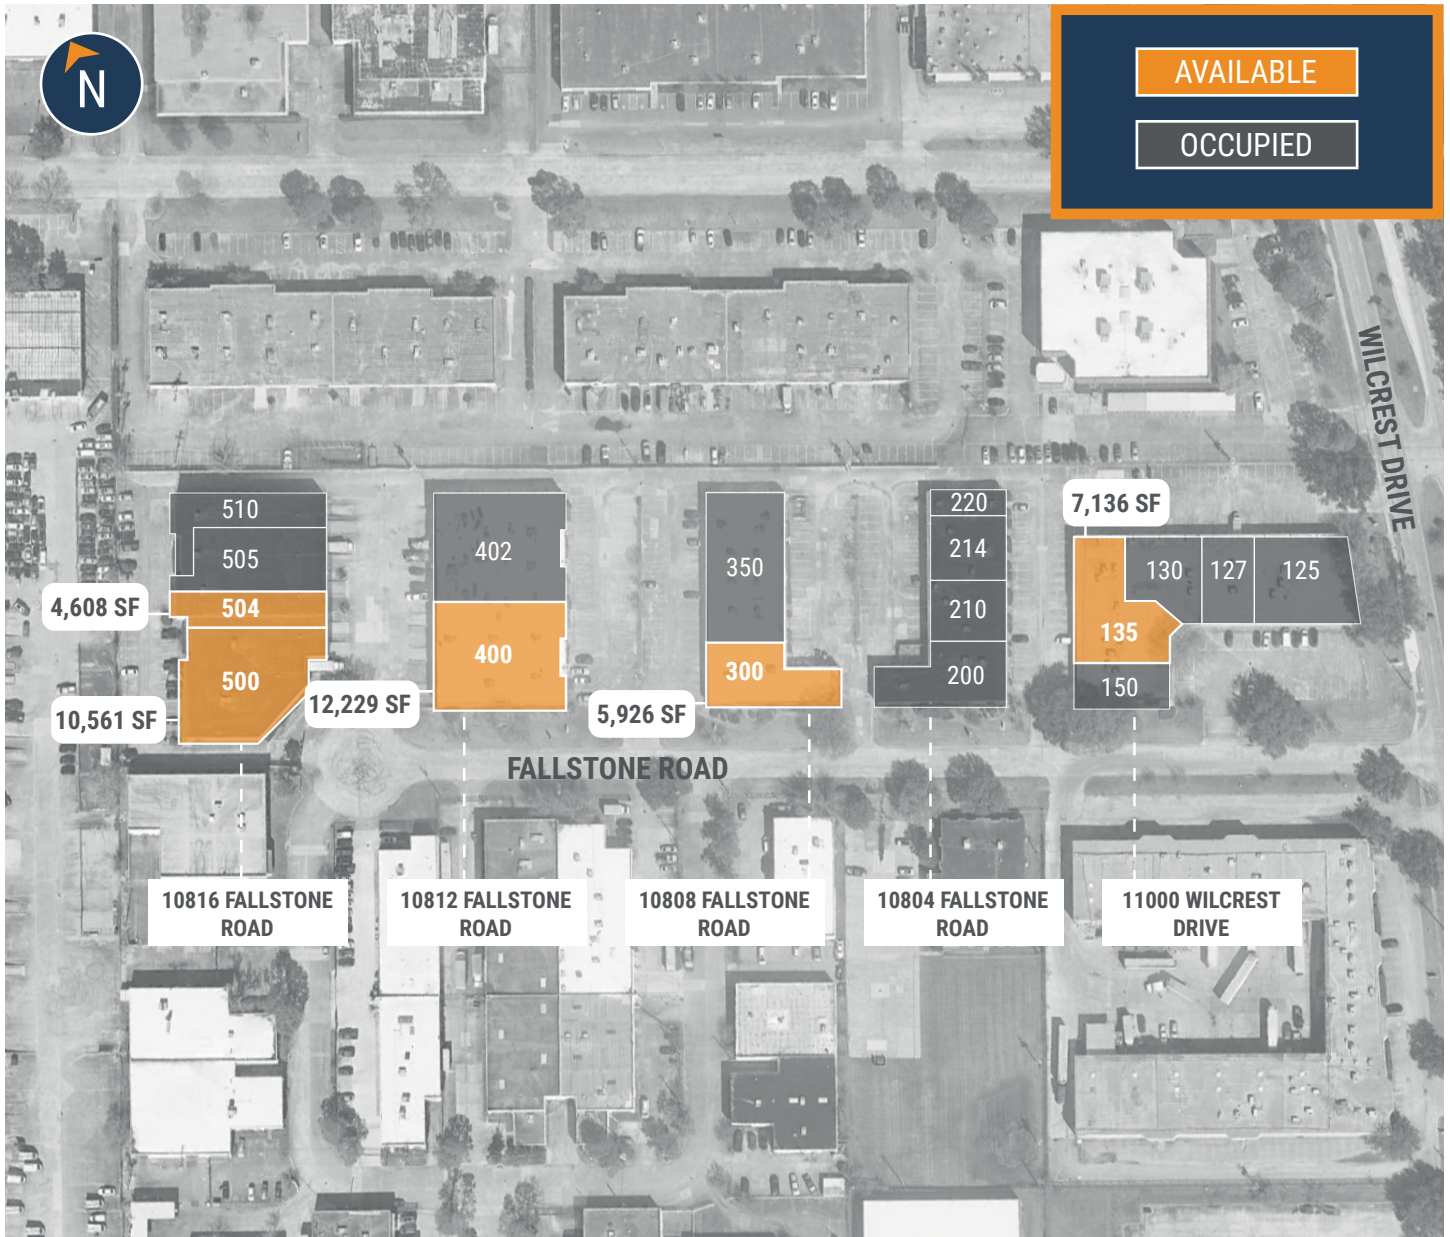 N
AVAILABLE
OCCUPIED
WILCREST DRIVE
510
505
504
500
4,608 SF
10,561 SF
402
400
12,229 SF
350
300
5,926 SF
220
214
210
200
7,136 SF
130
127
125
135
150
FALLSTONE ROAD
10816 FALLSTONE
ROAD
10812 FALLSTONE
ROAD
10808 FALLSTONE
ROAD
10804 FALLSTONE
ROAD
11000 WILCREST
DRIVE